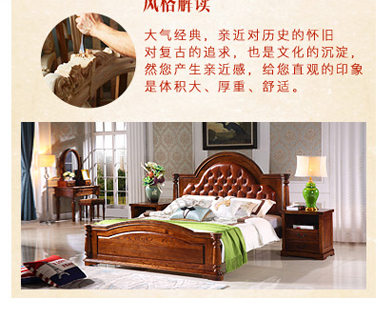 风格解读
大气经典，亲近对历史的怀旧
对复古的追求，也是文化的沉淀，
然您产生亲近感，给您直观的印象
是体积大、厚重、舒适。